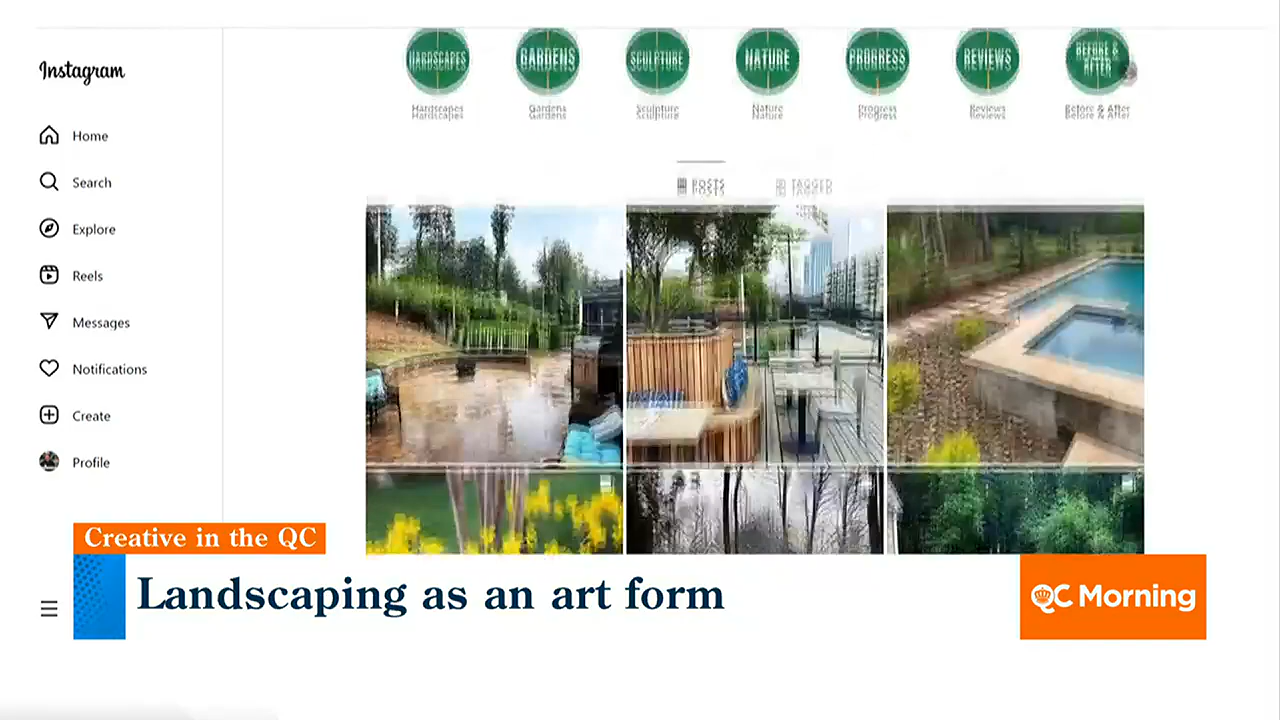 Instagram
Home
Search
Explore
Reels
Messages
Notifications
Create
Profile
HARDSCAPES
GARDENS
SCULPTURE
NATURE
PROGRESS
REVIEWS
BEFORE & AFTER
Hardscapes
Gardens
Sculpture
Nature
Progress
Reviews
Before & After
POSTS
TAGGED
Creative in the QC
Landscaping as an art form
QC Morning